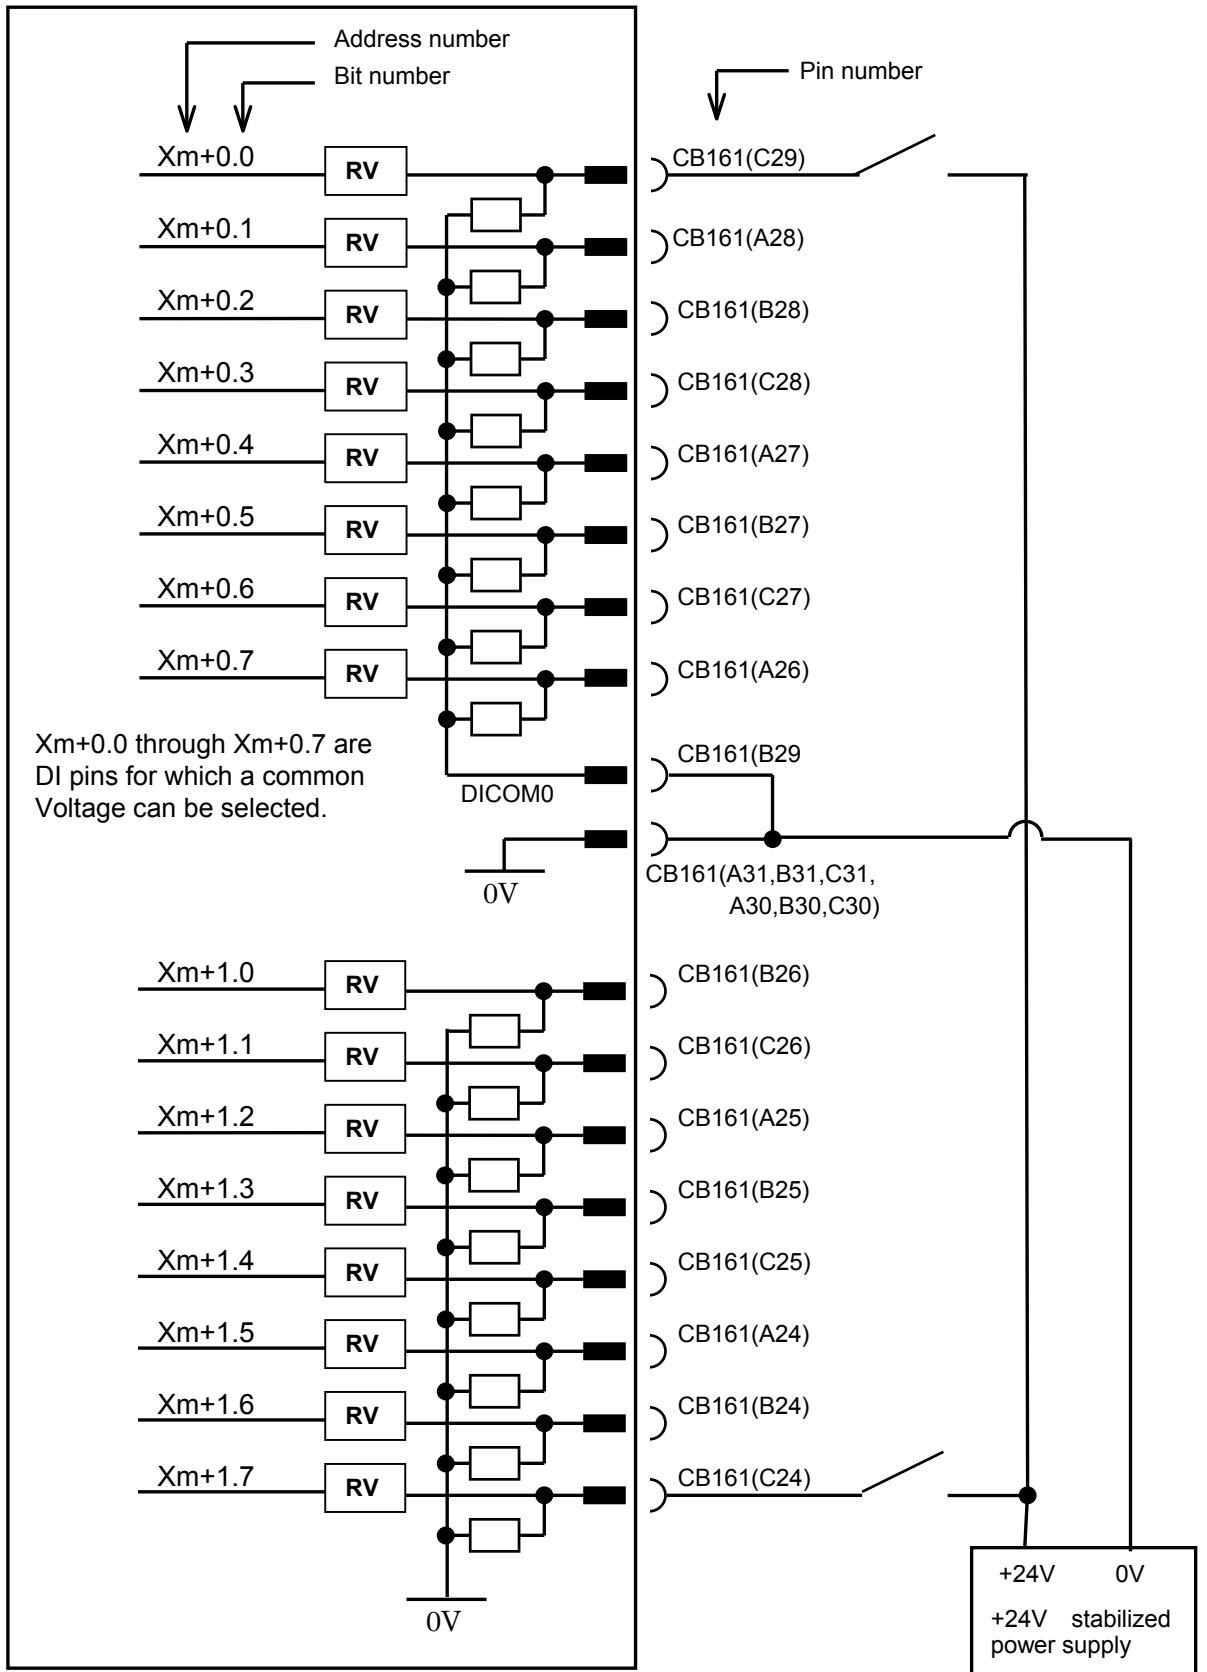 Address number
Bit number
Pin number
Xm+0.0
RV
CB161(C29)
Xm+0.1
RV
CB161(A28)
Xm+0.2
RV
CB161(B28)
Xm+0.3
RV
CB161(C28)
Xm+0.4
RV
CB161(A27)
Xm+0.5
RV
CB161(B27)
Xm+0.6
RV
CB161(C27)
Xm+0.7
RV
CB161(A26)
Xm+0.0 through Xm+0.7 are
DI pins for which a common
Voltage can be selected.
CB161(B29
DICOM0
0V
CB161(A31,B31,C31,
A30,B30,C30)
Xm+1.0
RV
CB161(B26)
Xm+1.1
RV
CB161(C26)
Xm+1.2
RV
CB161(A25)
Xm+1.3
RV
CB161(B25)
Xm+1.4
RV
CB161(C25)
Xm+1.5
RV
CB161(A24)
Xm+1.6
RV
CB161(B24)
Xm+1.7
RV
CB161(C24)
0V
+24V 0V
+24V stabilized
power supply